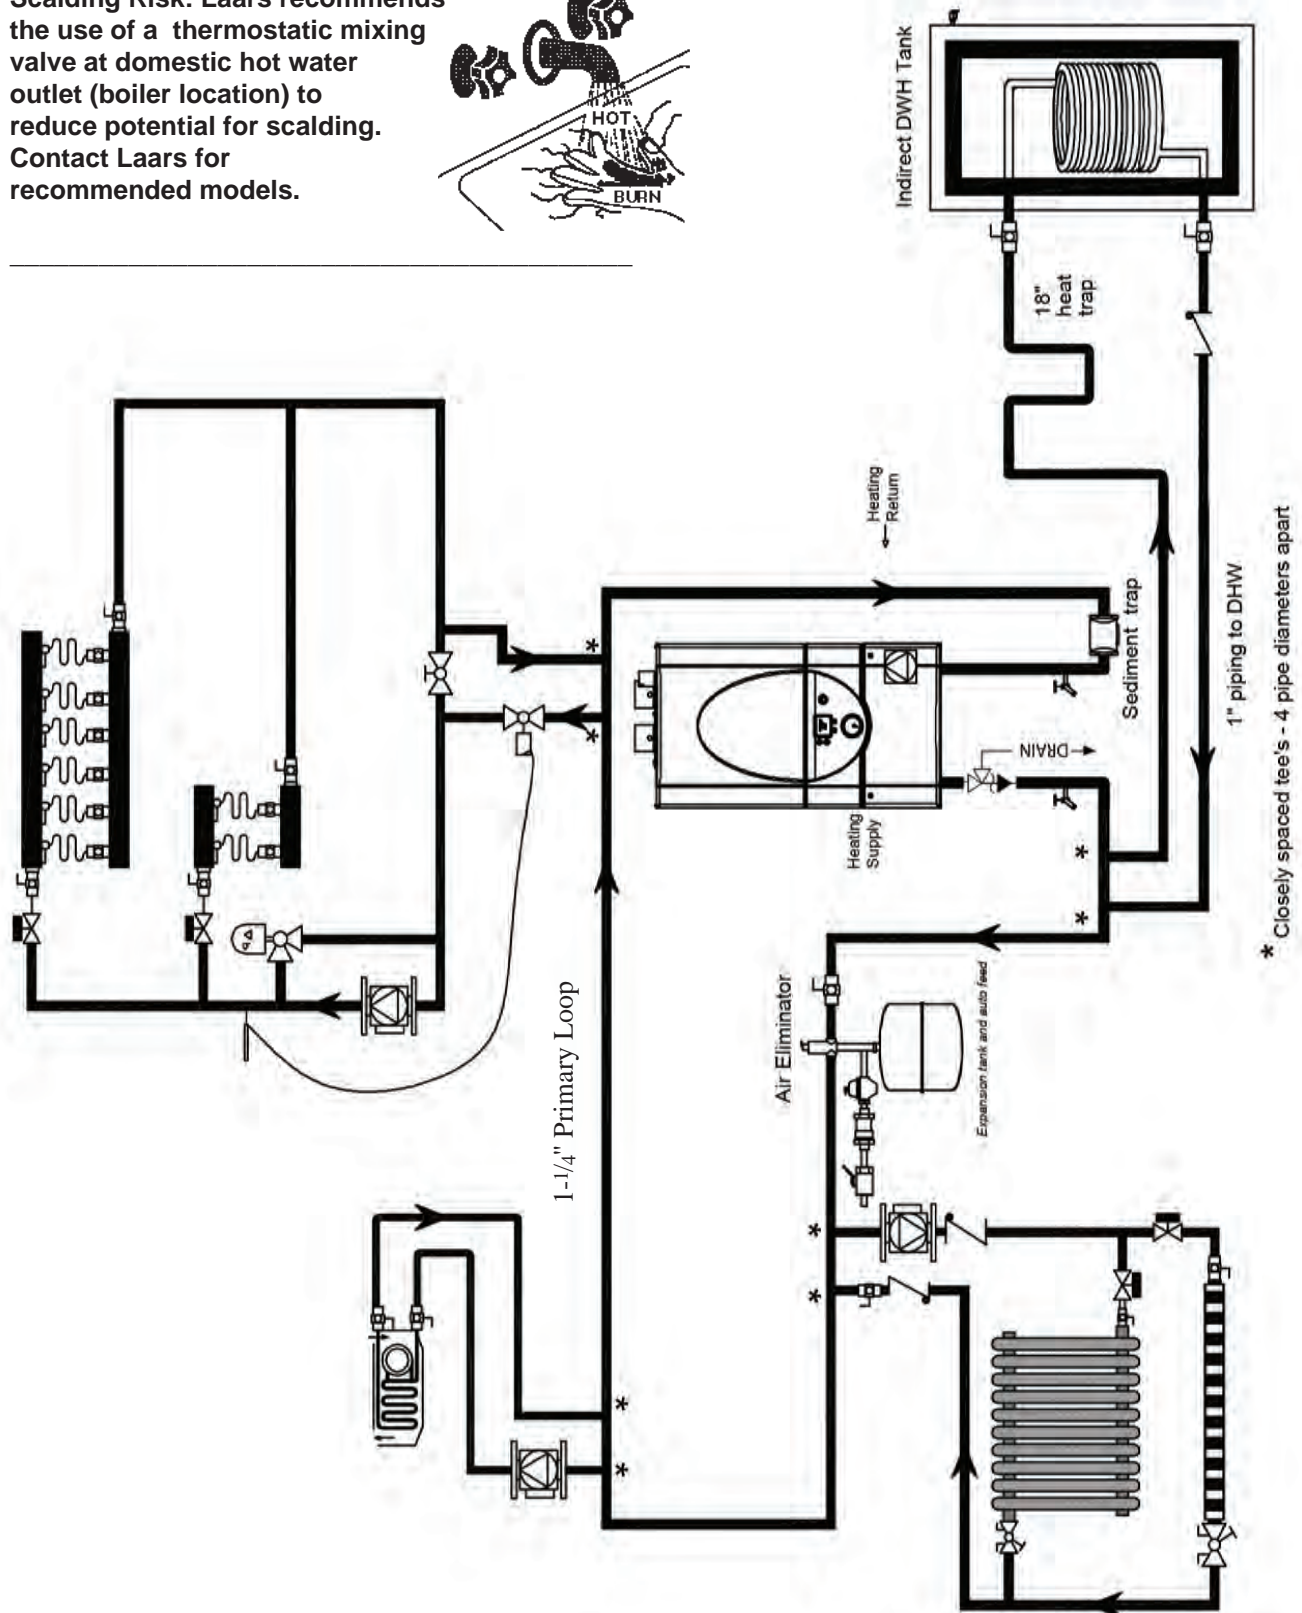 Scalding Risk: Laars recommends
the use of a thermostatic mixing
valve at domestic hot water
outlet (boiler location) to
reduce potential for scalding.
Contact Laars for
recommended models.
HOT
BURN
Indirect DWH Tank
18"
heat
trap
Heating
Return
Sediment trap
1" piping to DHW
DRAIN
Heating
Supply
* Closely spaced tee's - 4 pipe diameters apart
Air Eliminator
Expansion tank and auto feed
1-1/4" Primary Loop
*
*
*
*
*
*
*
*